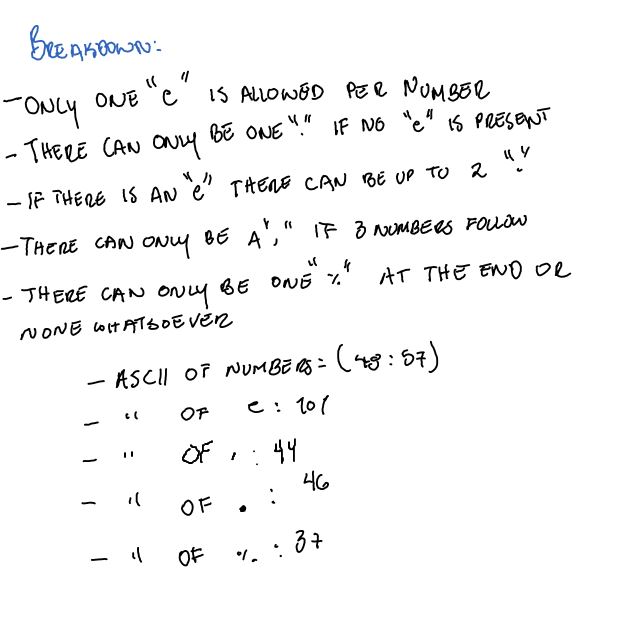 BREAKDOWN:-
- ONLY ONE "e" IS ALLOWED PER NUMBER
- THERE CAN ONLY BE ONE "." IF NO "e" IS PRESENT
- IF THERE IS AN "e" THERE CAN BE UP TO 2 "."
- THERE CAN ONLY BE A "," IF 3 NUMBERS FOLLOW
- THERE CAN ONLY BE ONE "%" AT THE END OR
NONE WHATSOEVER
- ASCII OF NUMBERS = (48:57)
- " OF e: 101
- " OF , : 44
- " OF . : 46
- " OF % : 37